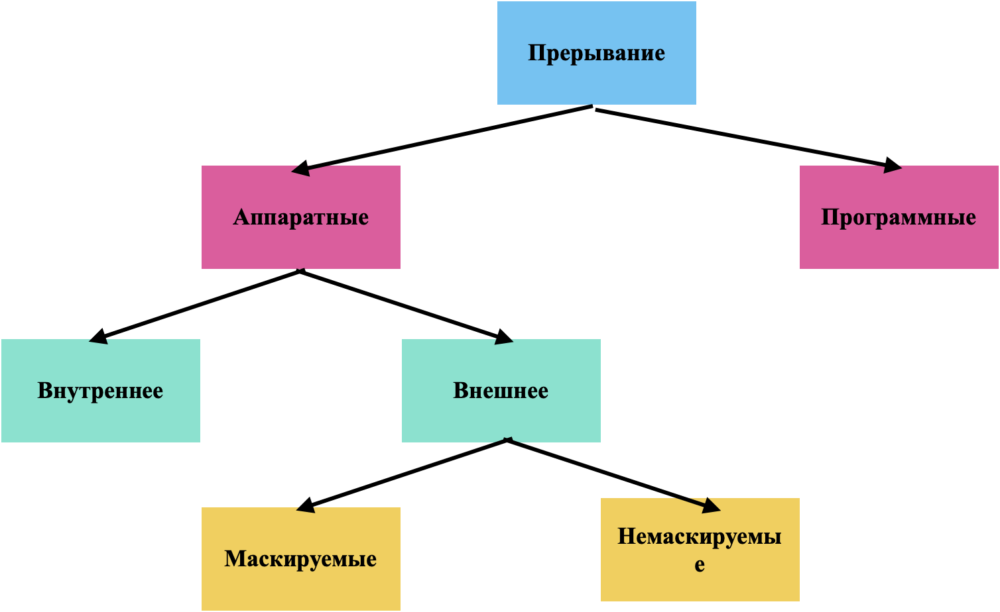 Прерывание
Аппаратные
Программные
Внутреннее
Внешнее
Маскируемые
Немаскируемы
е